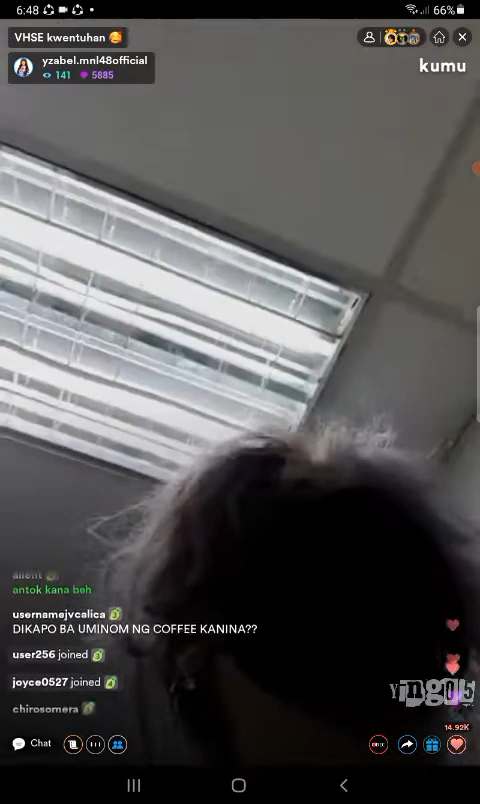 6:48
66%
VHSE kwentuhan
yzabel.mnl48official
141 5885
kumu
antok kana beh
usernamejvcalica
DIKAPO BA UMINOM NG COFFEE KANINA??
user256 joined
joyce0527 joined
chirosomera
YINGO5
14.92K
Chat